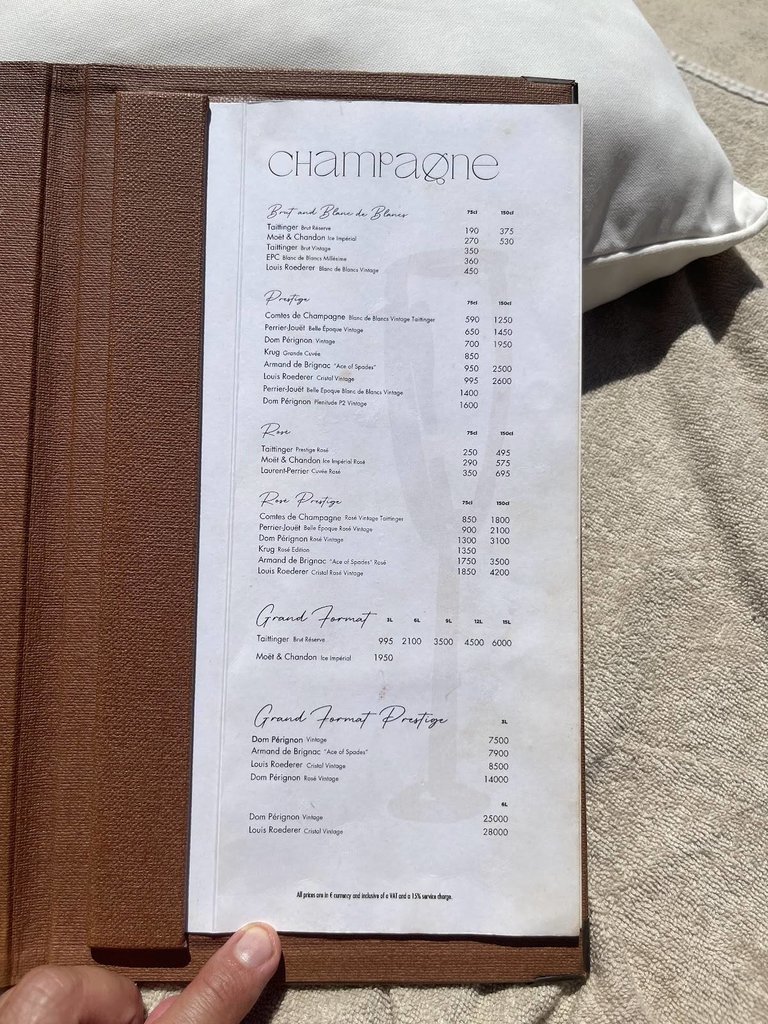 CHAMPAGNE
Brut and Blanc de Blancs 75cl 150cl
Taittinger Brut Réserve 190 375
Moët & Chandon Ice Impérial 270 530
Taittinger Brut Vintage 350
EPC Blanc de Blancs Millésime 360
Louis Roederer Blanc de Blancs Vintage 450
Prestige 75cl 150cl
Comtes de Champagne Blanc de Blancs Vintage Taittinger 590 1250
Perrier-Jouët Belle Époque Vintage 650 1450
Dom Pérignon Vintage 700 1950
Krug Grande Cuvée 850
Armand de Brignac "Ace of Spades" 950 2500
Louis Roederer Cristal Vintage 995 2600
Perrier-Jouët Belle Époque Blanc de Blancs Vintage 1400
Dom Pérignon Plenitude P2 Vintage 1600
Rosé 75cl 150cl
Taittinger Prestige Rosé 250 495
Moët & Chandon Ice Impérial Rosé 290 575
Laurent-Perrier Cuvée Rosé 350 695
Rosé Prestige 75cl 150cl
Comtes de Champagne Rosé Vintage Taittinger 850 1800
Perrier-Jouët Belle Époque Rosé Vintage 900 2100
Dom Pérignon Rosé Vintage 1300 3100
Krug Rosé Edition 1350
Armand de Brignac "Ace of Spades" Rosé 1750 3500
Louis Roederer Cristal Rosé Vintage 1850 4200
Grand Format 3L 6L 9L 12L 15L
Taittinger Brut Réserve 995 2100 3500 4500 6000
Moët & Chandon Ice Impérial 1950
Grand Format Prestige 3L
Dom Pérignon Vintage 7500
Armand de Brignac "Ace of Spades" 7900
Louis Roederer Cristal Vintage 8500
Dom Pérignon Rosé Vintage 14000
6L
Dom Pérignon Vintage 25000
Louis Roederer Cristal Vintage 28000
All prices are in € currency and inclusive of a VAT and a 15% service charge.